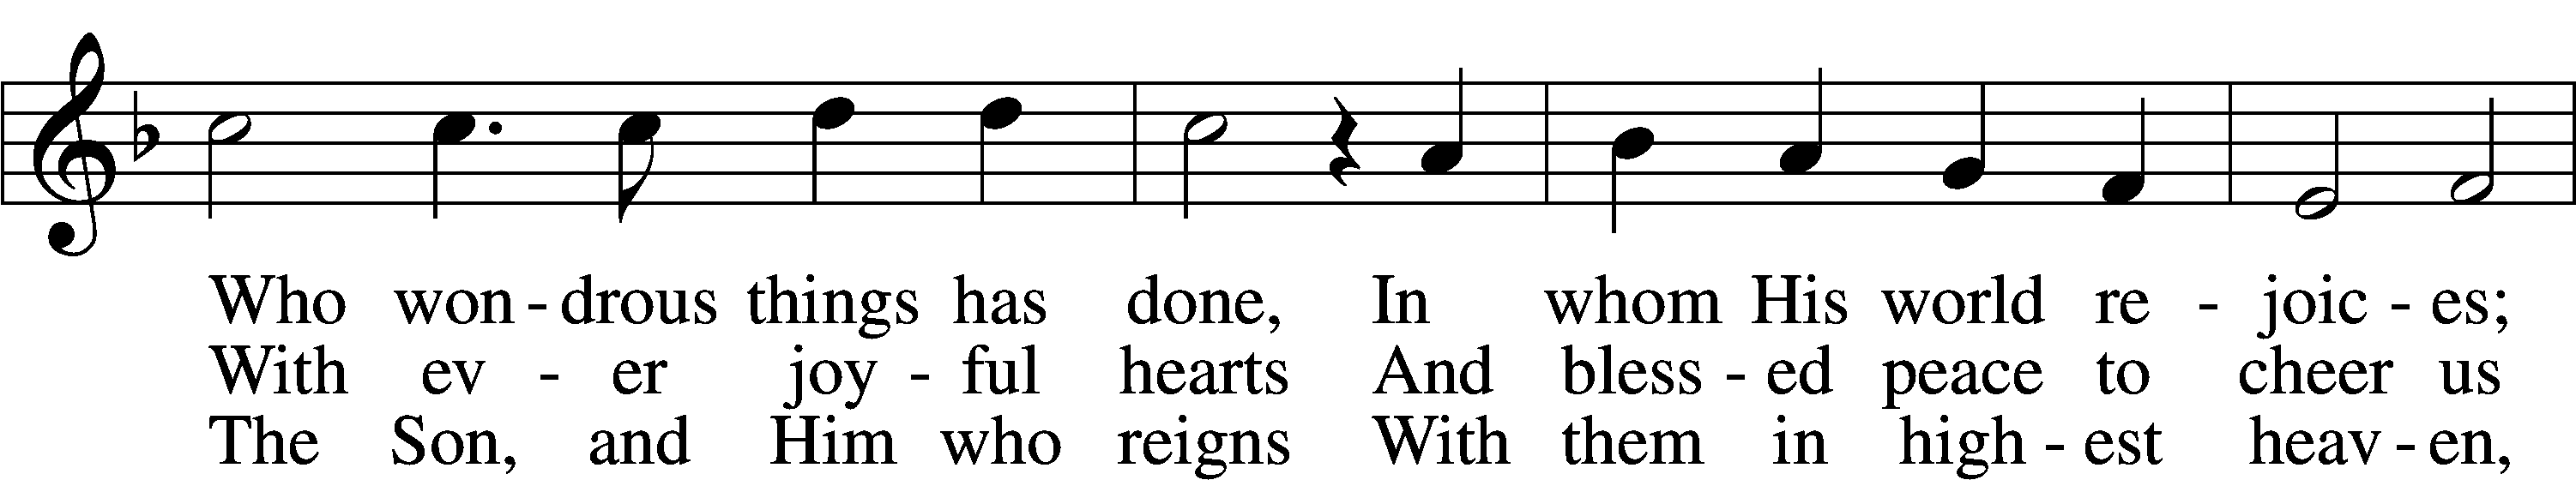 Who won - drous things has done, In whom His world re - joic - es;
With ev - er joy - ful hearts And bless - ed peace to cheer us
The Son, and Him who reigns With them in high - est heav - en,